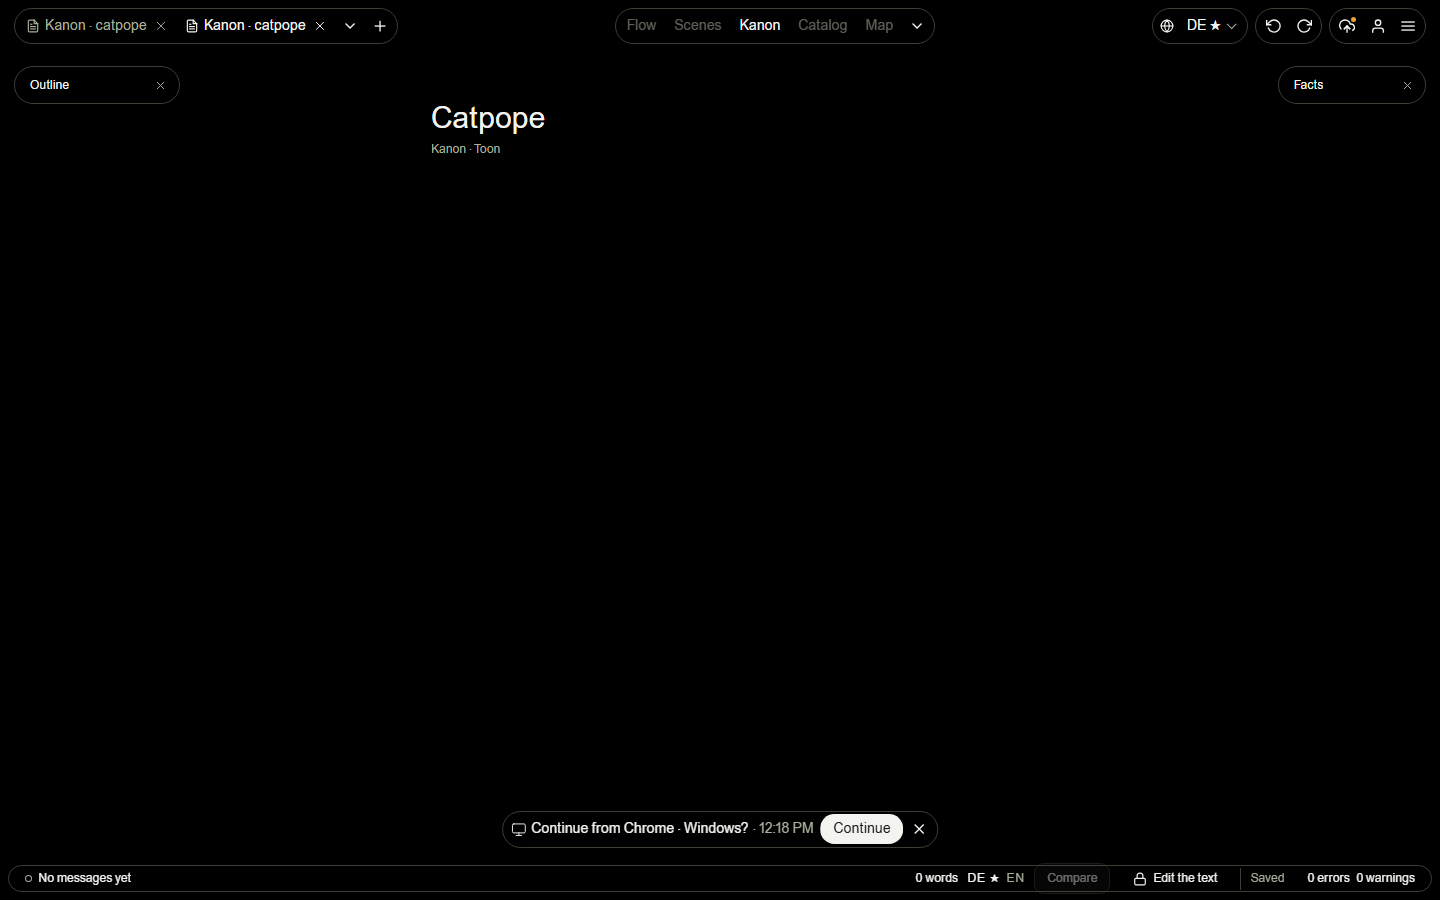 Kanon · catpope
Kanon · catpope
Flow Scenes Kanon Catalog Map
DE ★
Outline
Facts
Catpope
Kanon · Toon
Continue from Chrome · Windows? · 12:18 PM Continue
No messages yet
0 words DE ★ EN Compare Edit the text Saved 0 errors 0 warnings